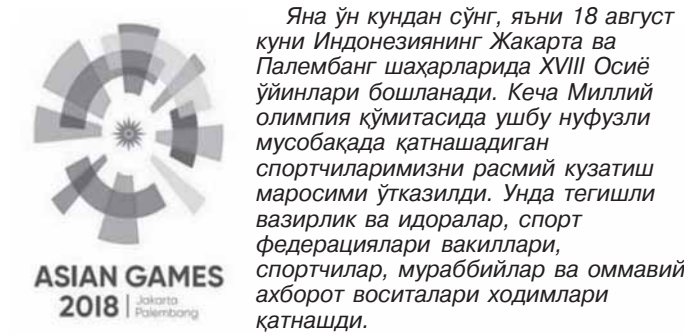 Яна ўн кундан сўнг, яъни 18 август
куни Индонезиянинг Жакарта ва
Палембанг шаҳарларида XVIII Осиё
ўйинлари бошланади. Кеча Миллий
олимпия қўмитасида ушбу нуфузли
мусобақада қатнашадиган
спортчиларимизни расмий кузатиш
маросими ўтказилди. Унда тегишли
вазирлик ва идоралар, спорт
федерациялари вакиллари,
спортчилар, мураббийлар ва оммавий
ахборот воситалари ходимлари
қатнашди.
ASIAN GAMES
2018 | Jakarta
Palembang